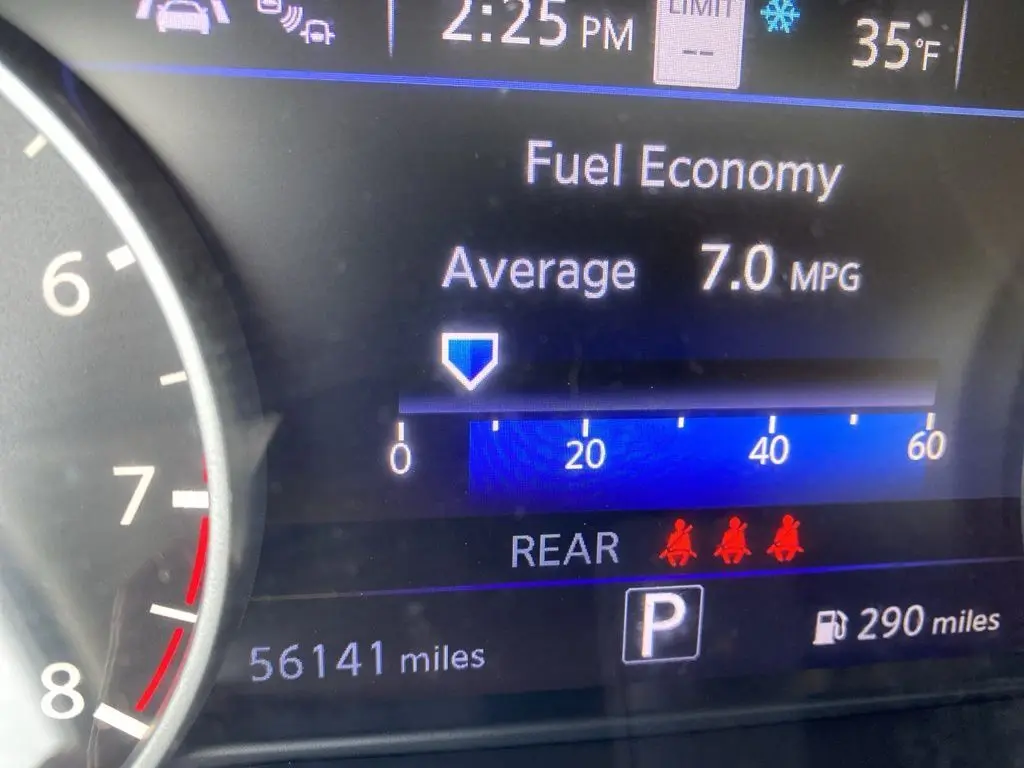 2:25 PM
LIMIT
--
35°F
Fuel Economy
Average 7.0 MPG
0 20 40 60
REAR
P
56141 miles
290 miles
6
7
8